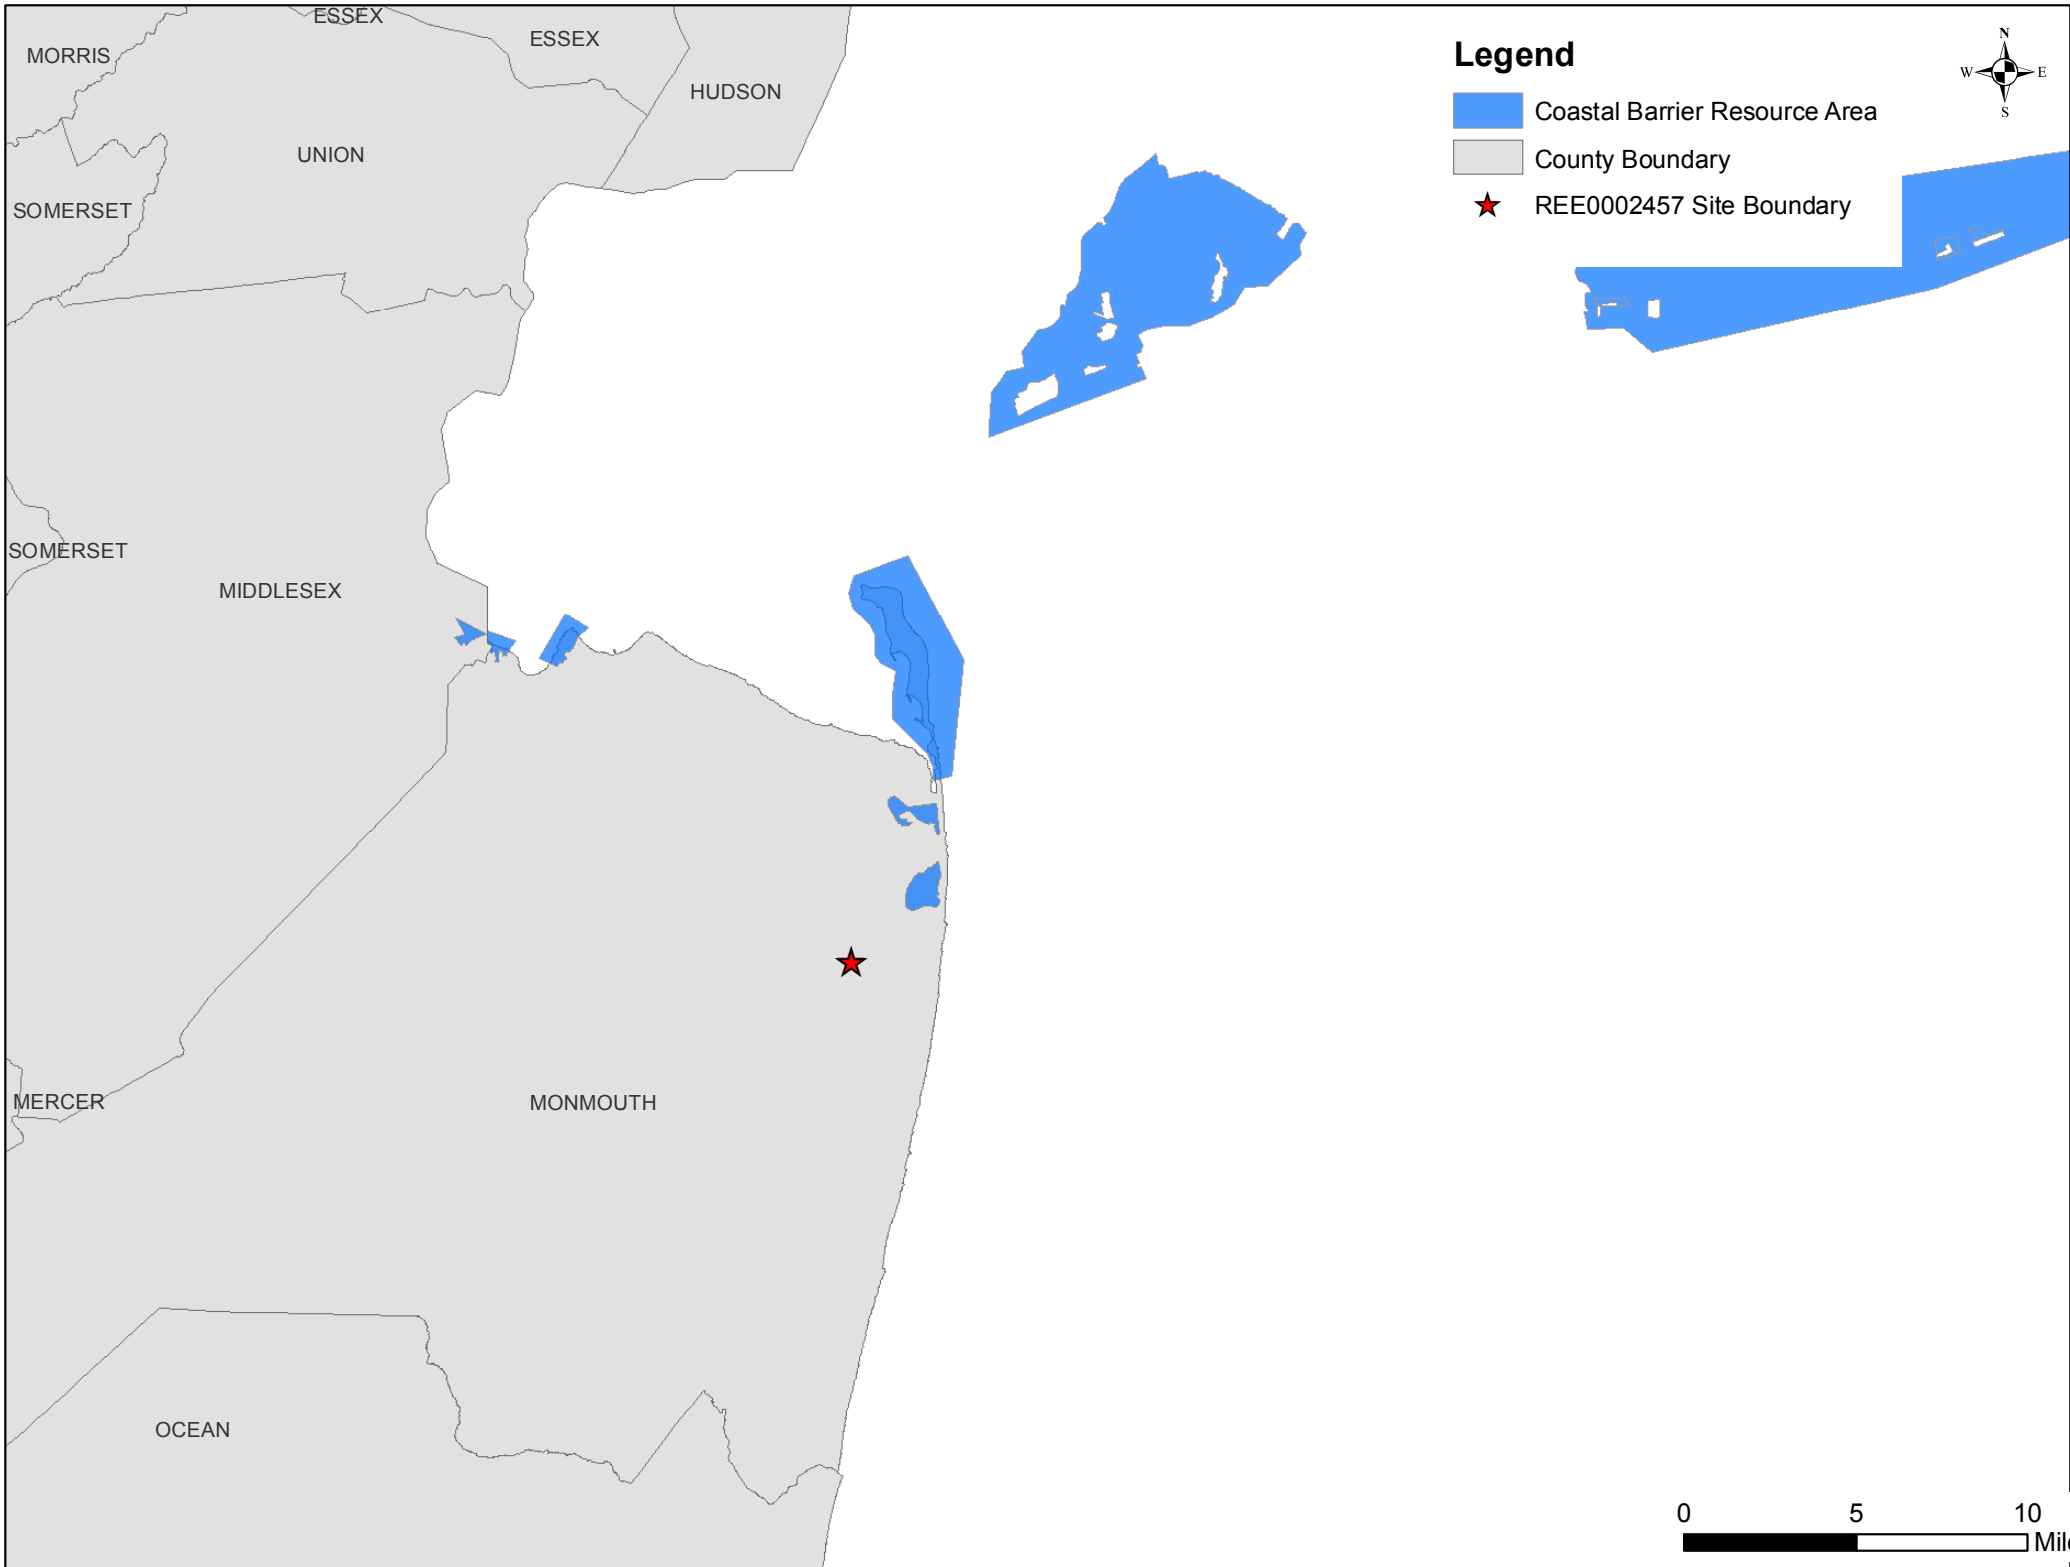 ESSEX
ESSEX
MORRIS
HUDSON
UNION
SOMERSET
SOMERSET
MIDDLESEX
MERCER
MONMOUTH
OCEAN
Legend
Coastal Barrier Resource Area
County Boundary
REE0002457 Site Boundary
N
W E
S
0 5 10
Mil